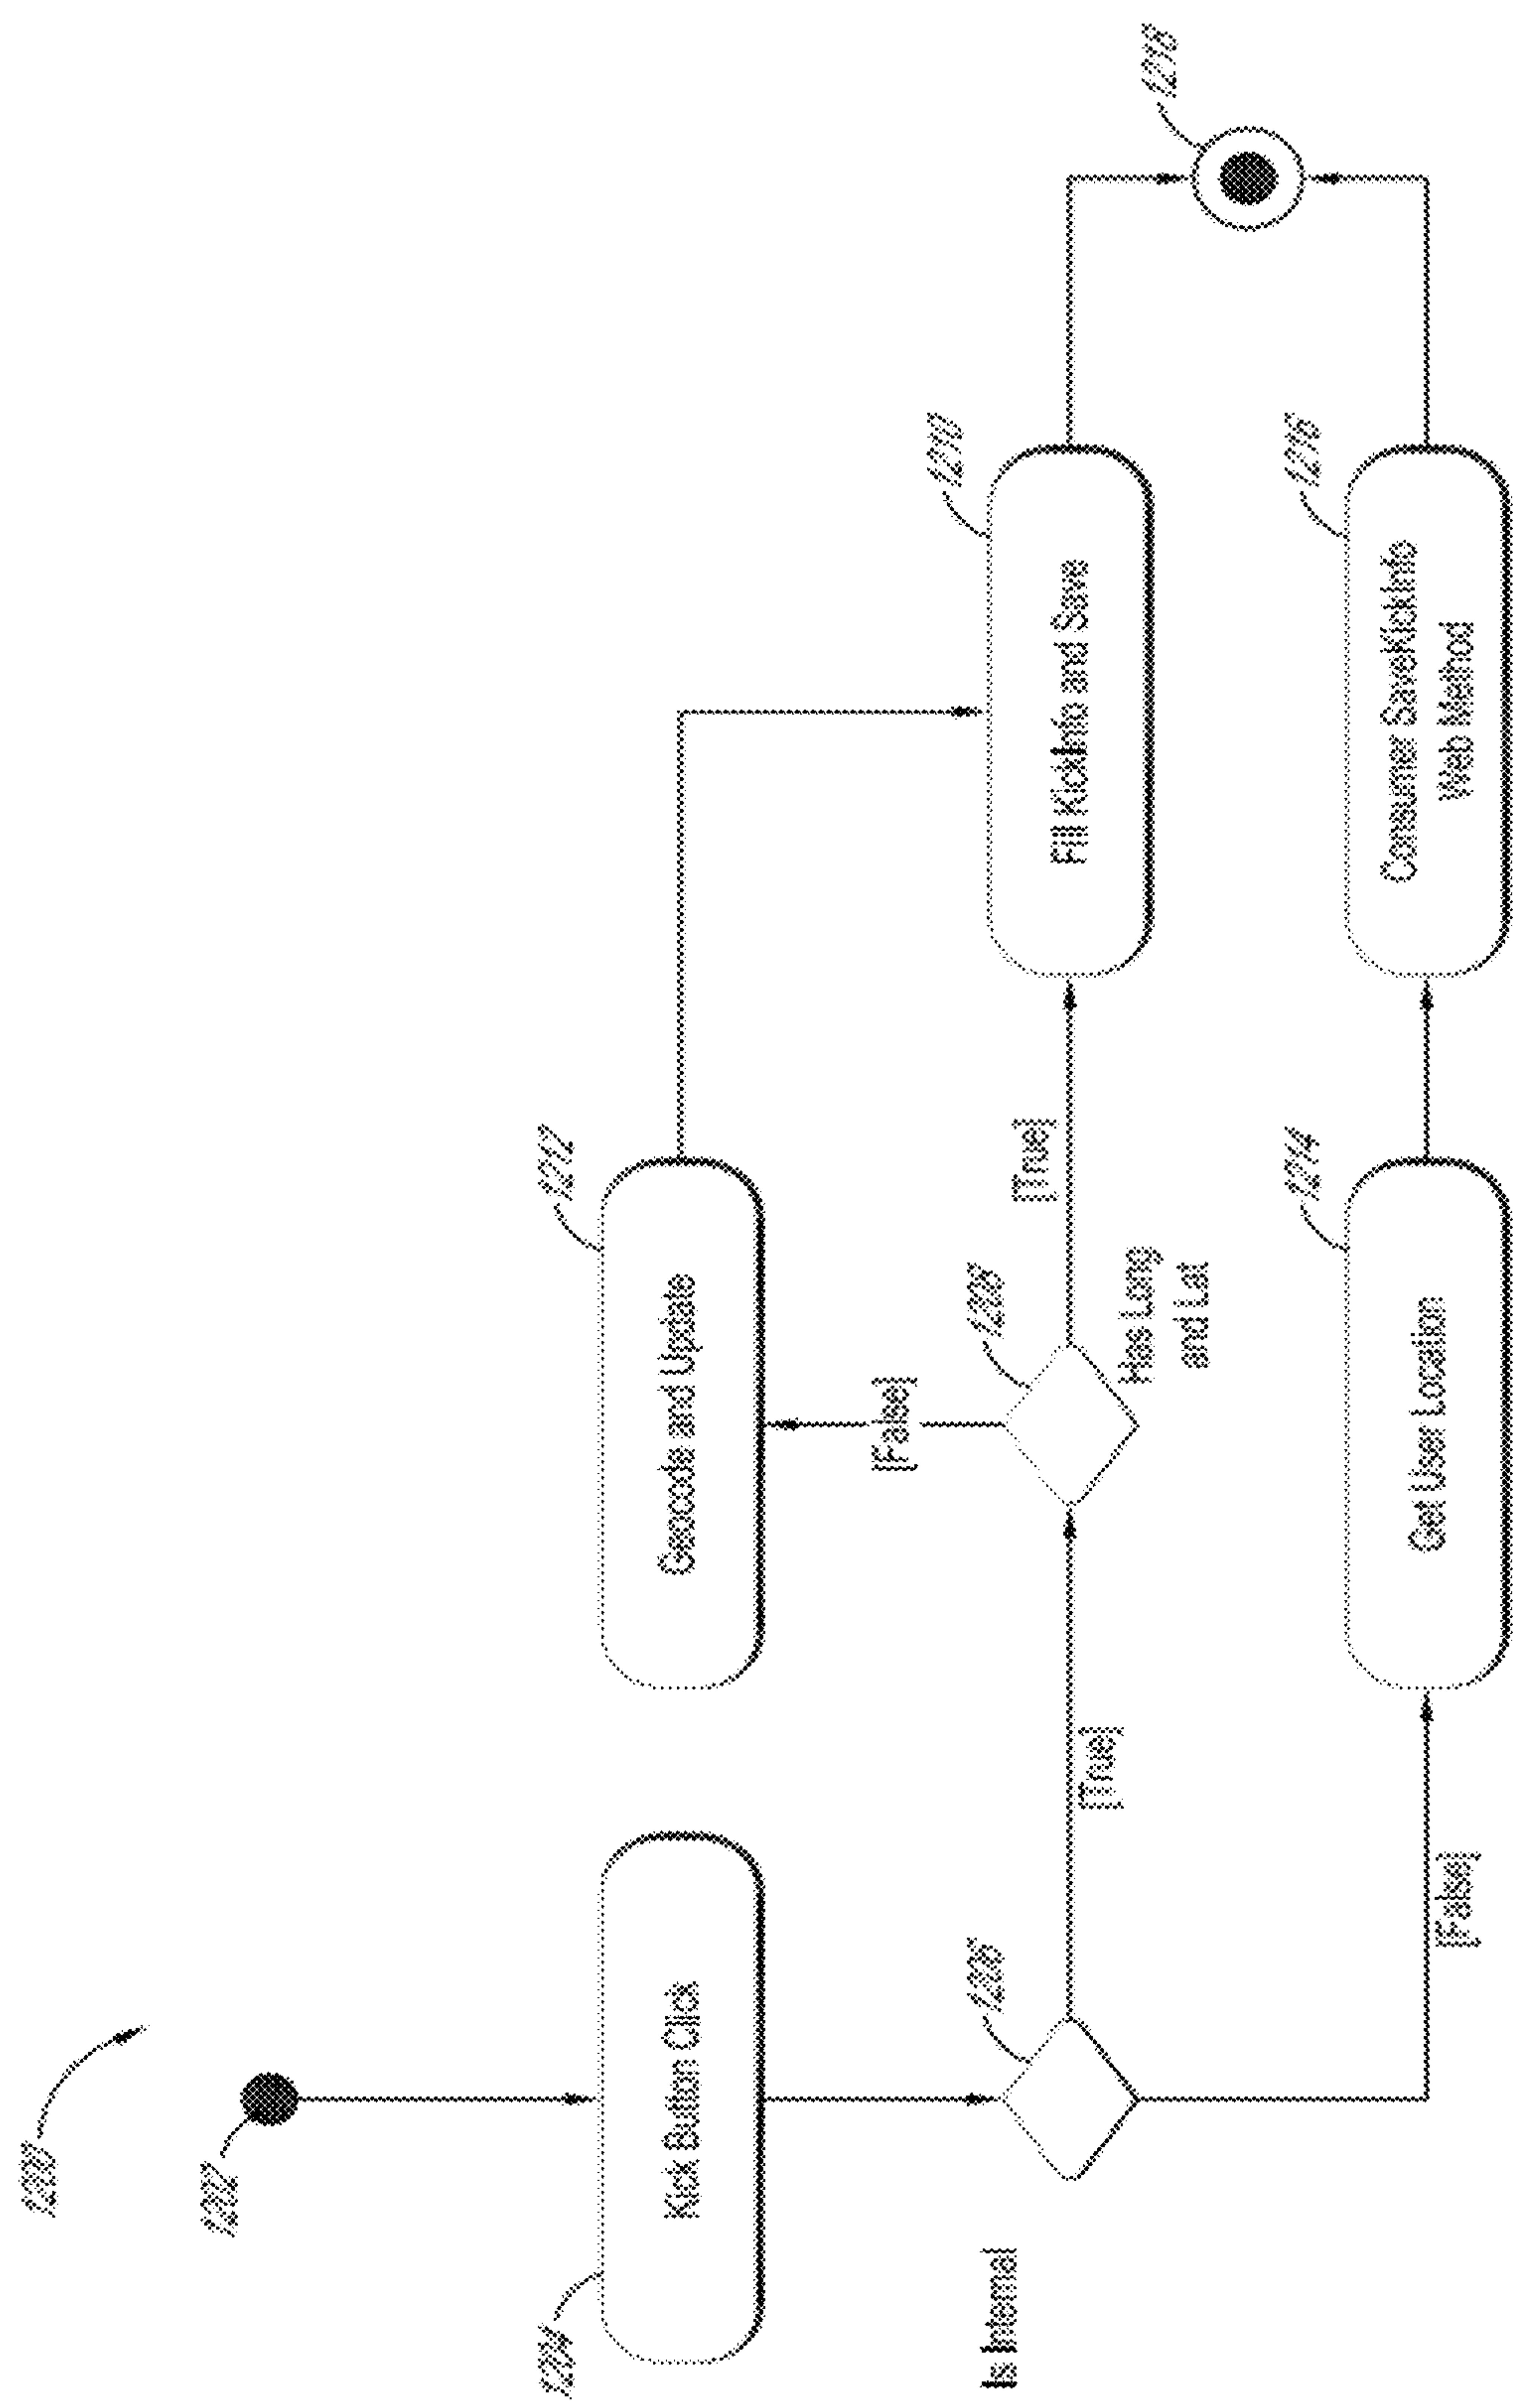 1200
1202
1204
Kick Button Click
Is Internal
1206
[True]
[False]
1212
Geocode and Update
[False]
1208
Has Long
and Lat
[True]
1214
Get User Location
1210
Fill KickInfo and Save
1216
Consumer SaveKickInfo
Web Method
1218